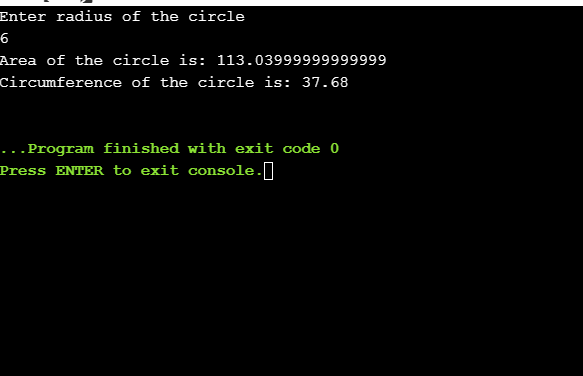 Enter radius of the circle
6
Area of the circle is: 113.03999999999999
Circumference of the circle is: 37.68
...Program finished with exit code 0
Press ENTER to exit console.